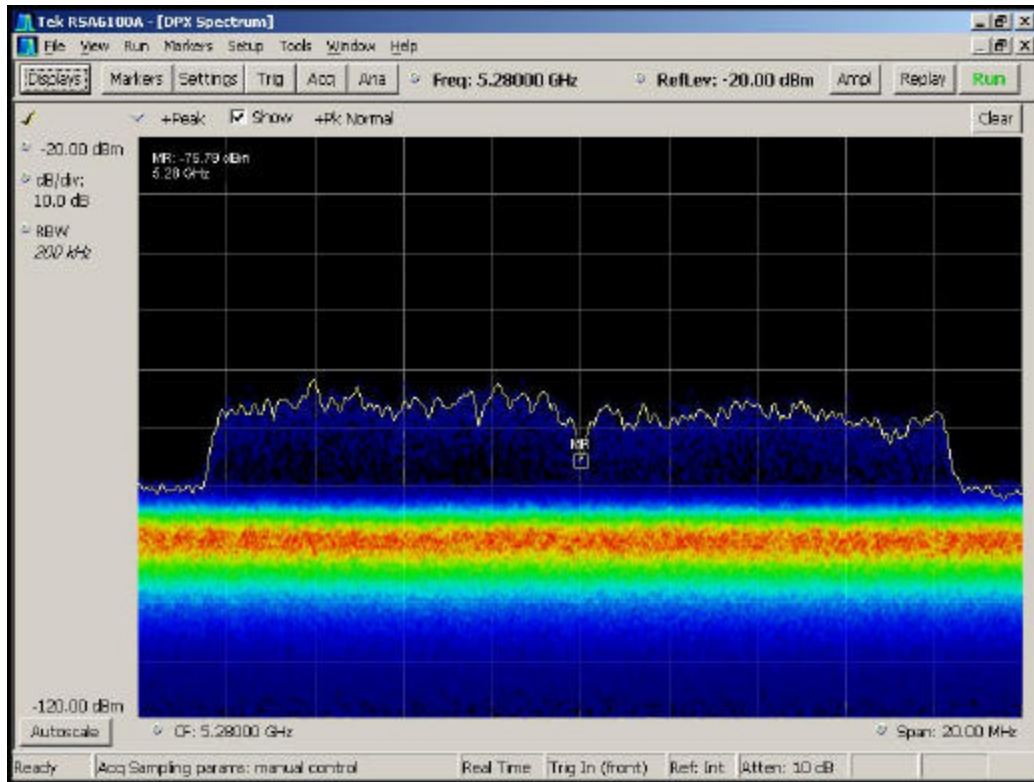 Tek RSA6100A - [DPX Spectrum]
File View Run Markers Setup Tools Window Help
Displays Markers Settings Trig Acq Ana Freq: 5.28000 GHz RefLev: -20.00 dBm Ampl Replay Run
+Peak Show +Pk Normal Clear
-20.00 dBm
dB/div:
10.0 dB
RBW
200 kHz
MR: -75.79 dBm
5.28 GHz
MR
-120.00 dBm
Autoscale CF: 5.28000 GHz Span: 20.00 MHz
Ready Acq Sampling params: manual control Real Time Trig In (front) Ref: Int Atten: 10 dB